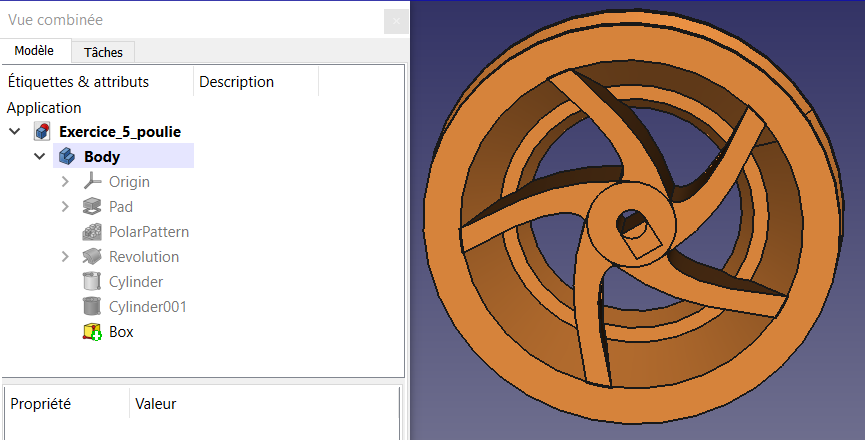 Vue combinée
Modèle Tâches
Étiquettes & attributs Description
Application
Exercice_5_poulie
Body
Origin
Pad
PolarPattern
Revolution
Cylinder
Cylinder001
Box
Propriété Valeur